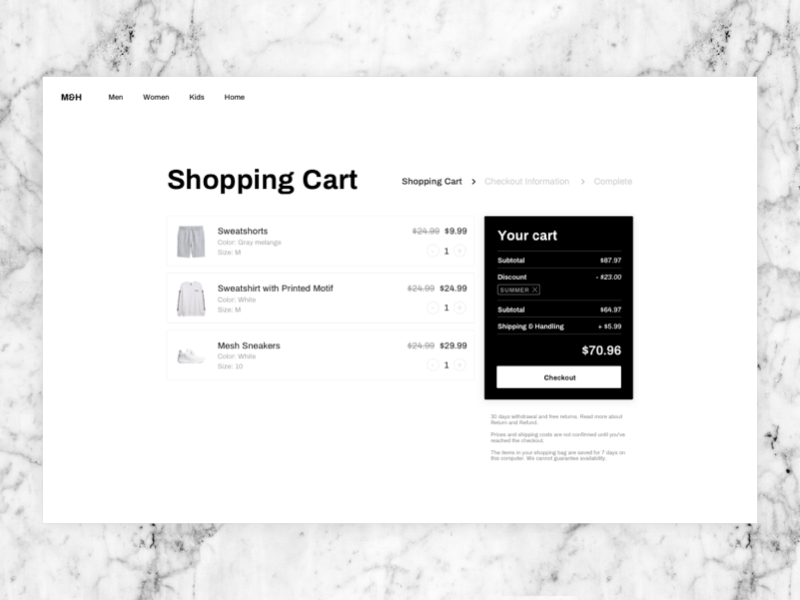 M&H Men Women Kids Home
Shopping Cart
Shopping Cart > Checkout Information > Complete
Sweatshorts
Color: Gray melange
Size: M
$24.99 $9.99
- 1 +
Sweatshirt with Printed Motif
Color: White
Size: M
$24.99 $24.99
- 1 +
Mesh Sneakers
Color: White
Size: 10
$24.99 $29.99
- 1 +
Your cart
Subtotal $87.97
Discount - $23.00
SUMMER X
Subtotal $64.97
Shipping & Handling + $5.99
$70.96
Checkout
30 days withdrawal and free returns. Read more about
Return and Refund.
Prices and shipping costs are not confirmed until you've
reached the checkout.
The items in your shopping bag are saved for 7 days on
this computer. We cannot guarantee availability.